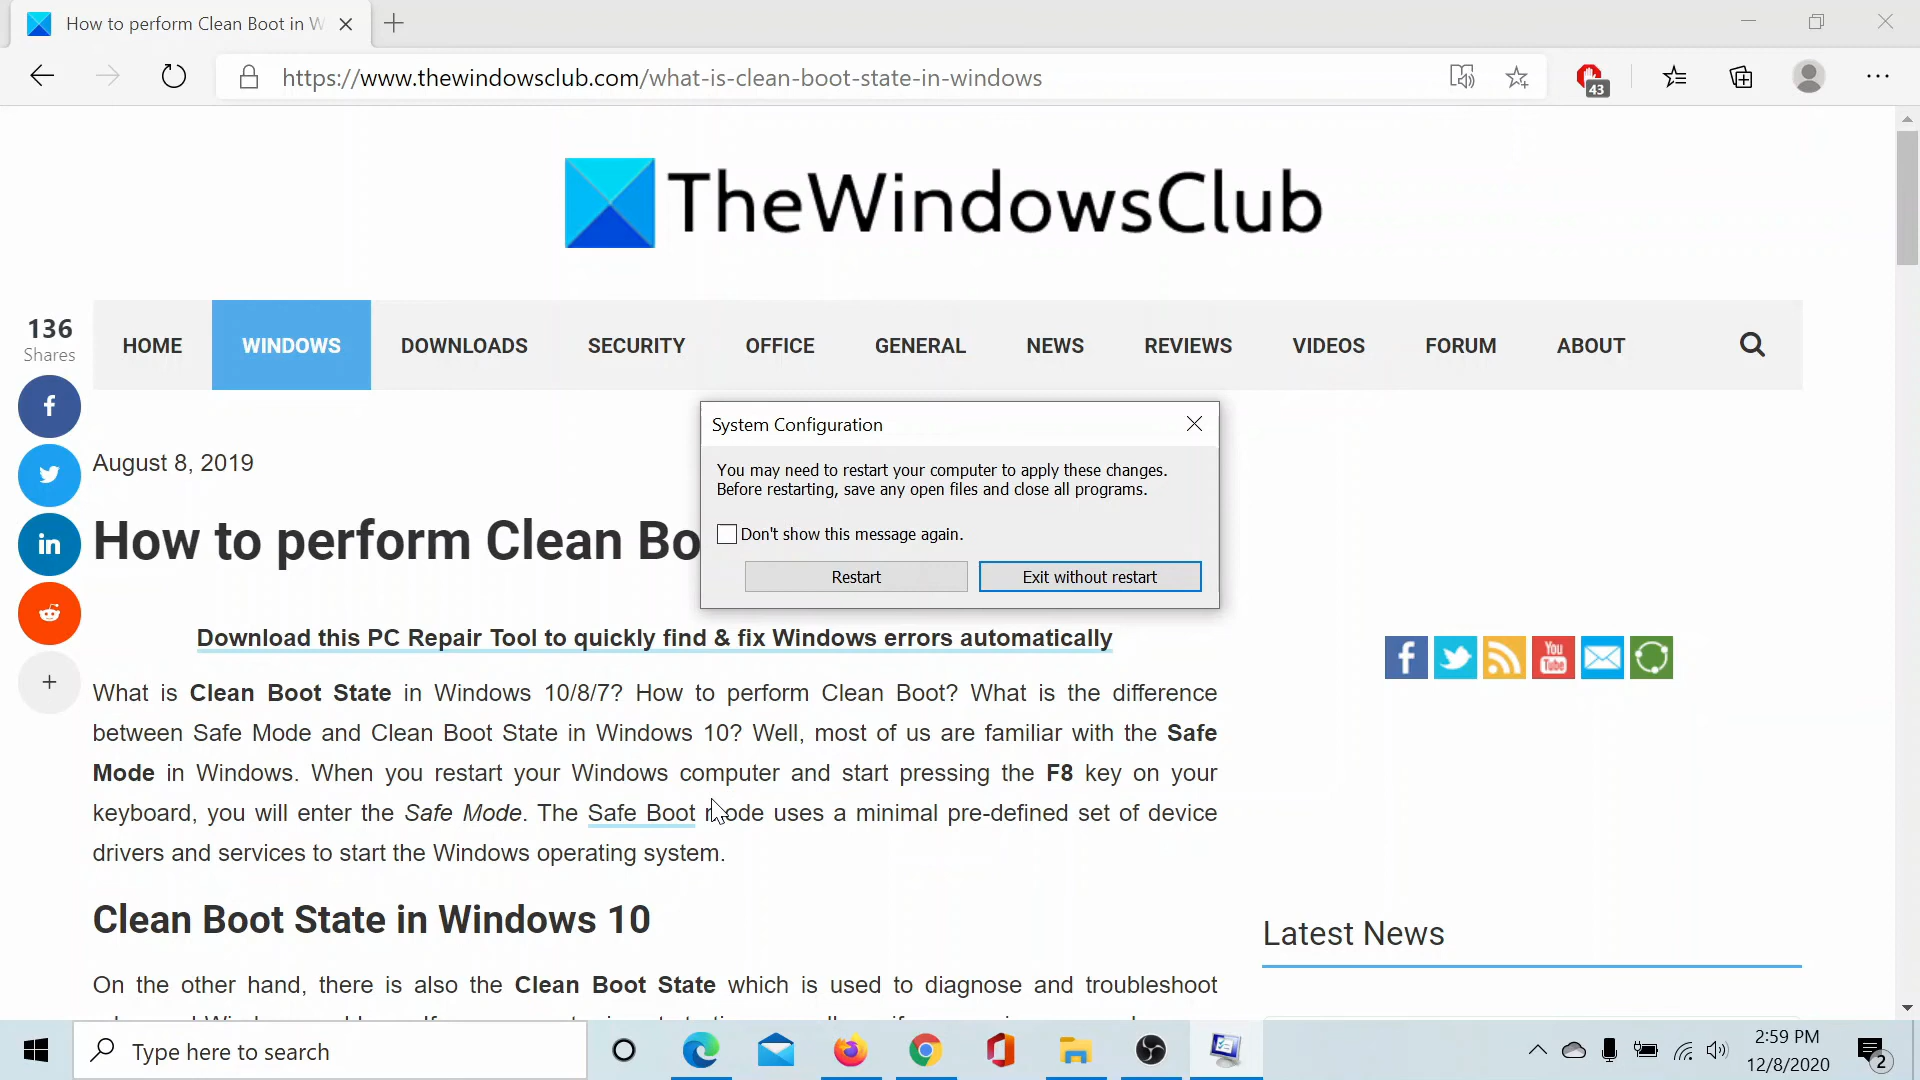 How to perform Clean Boot in W
https://www.thewindowsclub.com/what-is-clean-boot-state-in-windows
43
TheWindowsClub
136
Shares
HOME WINDOWS DOWNLOADS SECURITY OFFICE GENERAL NEWS REVIEWS VIDEOS FORUM ABOUT
August 8, 2019
How to perform Clean Bo
System Configuration
You may need to restart your computer to apply these changes.
Before restarting, save any open files and close all programs.
Don't show this message again.
Restart Exit without restart
Download this PC Repair Tool to quickly find & fix Windows errors automatically
What is Clean Boot State in Windows 10/8/7? How to perform Clean Boot? What is the difference
between Safe Mode and Clean Boot State in Windows 10? Well, most of us are familiar with the Safe
Mode in Windows. When you restart your Windows computer and start pressing the F8 key on your
keyboard, you will enter the Safe Mode. The Safe Boot mode uses a minimal pre-defined set of device
drivers and services to start the Windows operating system.
You Tube
Clean Boot State in Windows 10
Latest News
On the other hand, there is also the Clean Boot State which is used to diagnose and troubleshoot
Type here to search
2:59 PM
12/8/2020
2